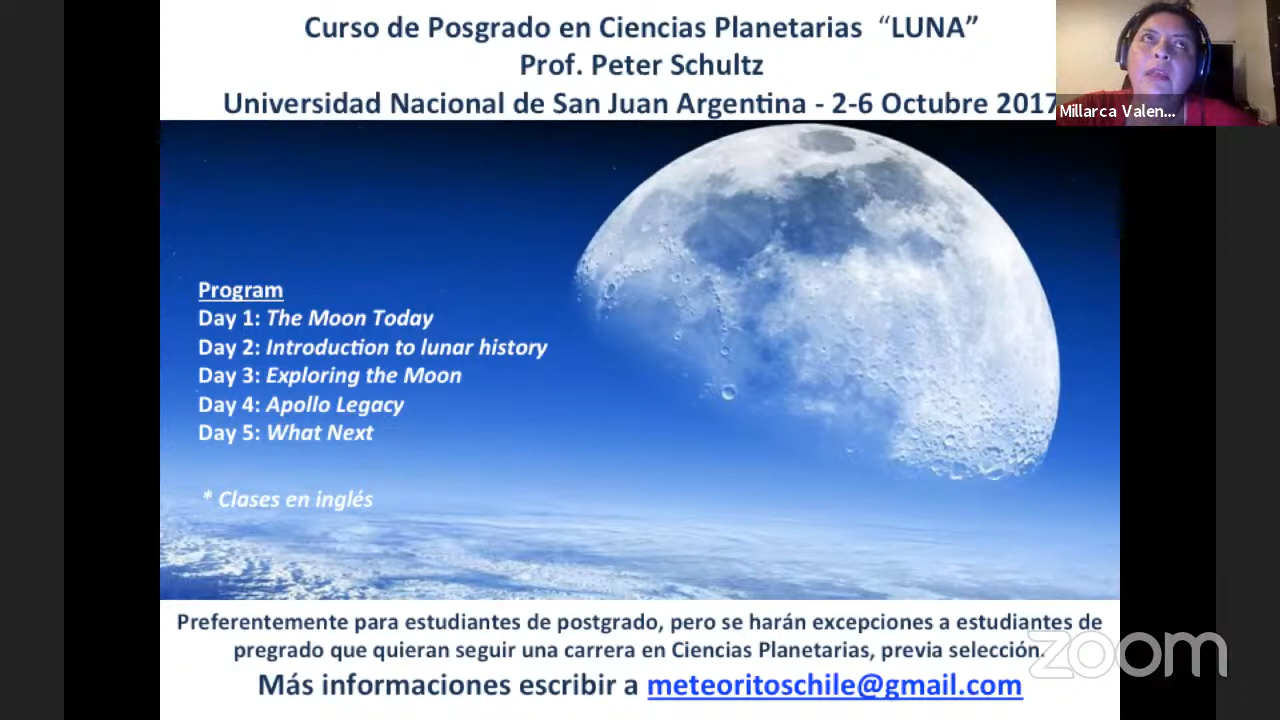 Curso de Posgrado en Ciencias Planetarias “LUNA”
Prof. Peter Schultz
Universidad Nacional de San Juan Argentina - 2-6 Octubre 2017
Millarca Valen...
Program
Day 1: The Moon Today
Day 2: Introduction to lunar history
Day 3: Exploring the Moon
Day 4: Apollo Legacy
Day 5: What Next
* Clases en inglés
Preferentemente para estudiantes de postgrado, pero se harán excepciones a estudiantes de
pregrado que quieran seguir una carrera en Ciencias Planetarias, previa selección.
zoom
Más informaciones escribir a meteoritoschile@gmail.com